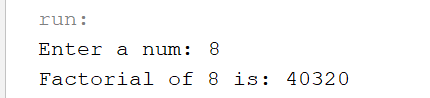 run:
Enter a num: 8
Factorial of 8 is: 40320